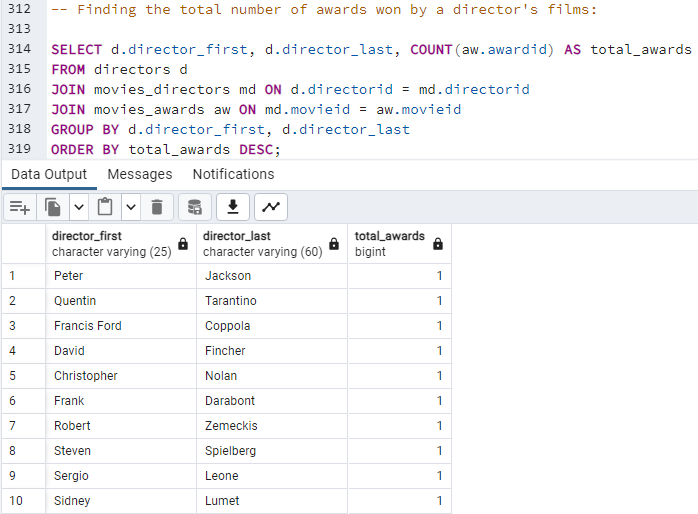 312 -- Finding the total number of awards won by a director's films:
313
314 SELECT d.director_first, d.director_last, COUNT(aw.awardid) AS total_awards
315 FROM directors d
316 JOIN movies_directors md ON d.directorid = md.directorid
317 JOIN movies_awards aw ON md.movieid = aw.movieid
318 GROUP BY d.director_first, d.director_last
319 ORDER BY total_awards DESC;
Data Output Messages Notifications
director_first director_last total_awards
character varying (25) character varying (60) bigint
1 Peter Jackson 1
2 Quentin Tarantino 1
3 Francis Ford Coppola 1
4 David Fincher 1
5 Christopher Nolan 1
6 Frank Darabont 1
7 Robert Zemeckis 1
8 Steven Spielberg 1
9 Sergio Leone 1
10 Sidney Lumet 1